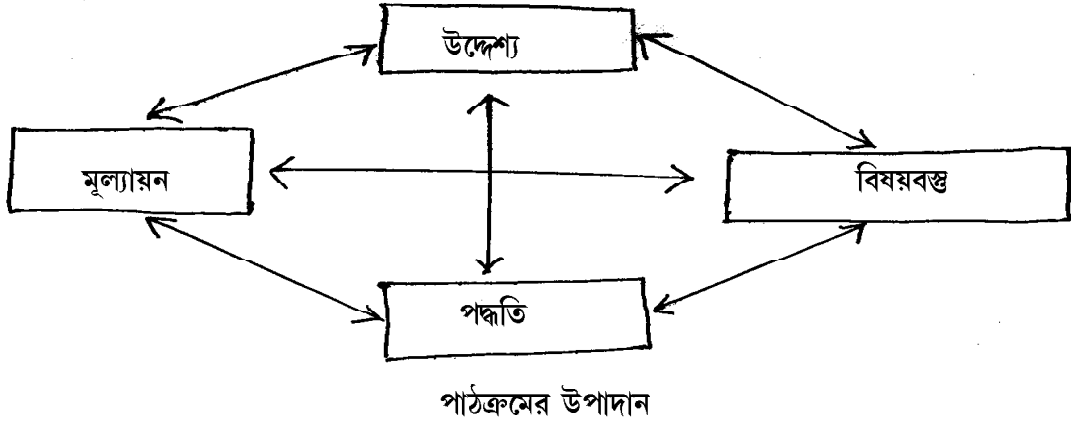 উদ্দেশ্য
মূল্যায়ন
বিষয়বস্তু
পদ্ধতি
পাঠক্রমের উপাদান